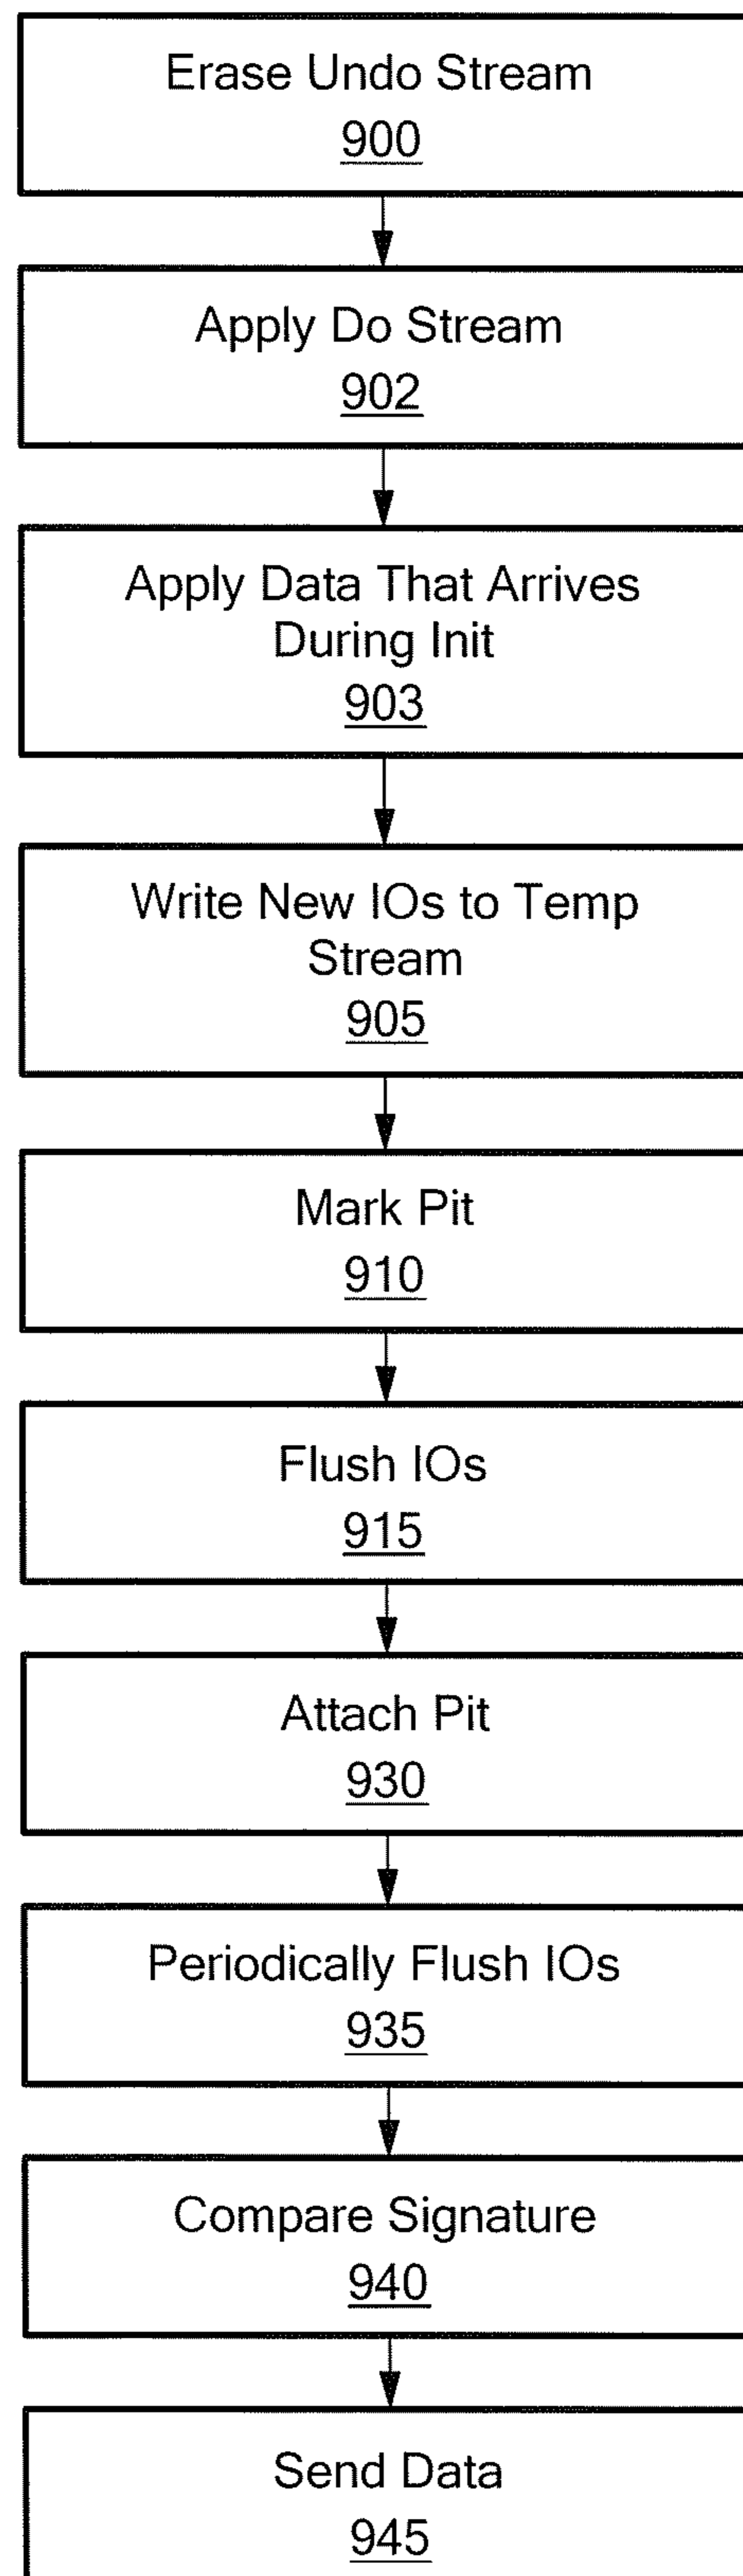 Erase Undo Stream
900
Apply Do Stream
902
Apply Data That Arrives
During Init
903
Write New IOs to Temp
Stream
905
Mark Pit
910
Flush IOs
915
Attach Pit
930
Periodically Flush IOs
935
Compare Signature
940
Send Data
945